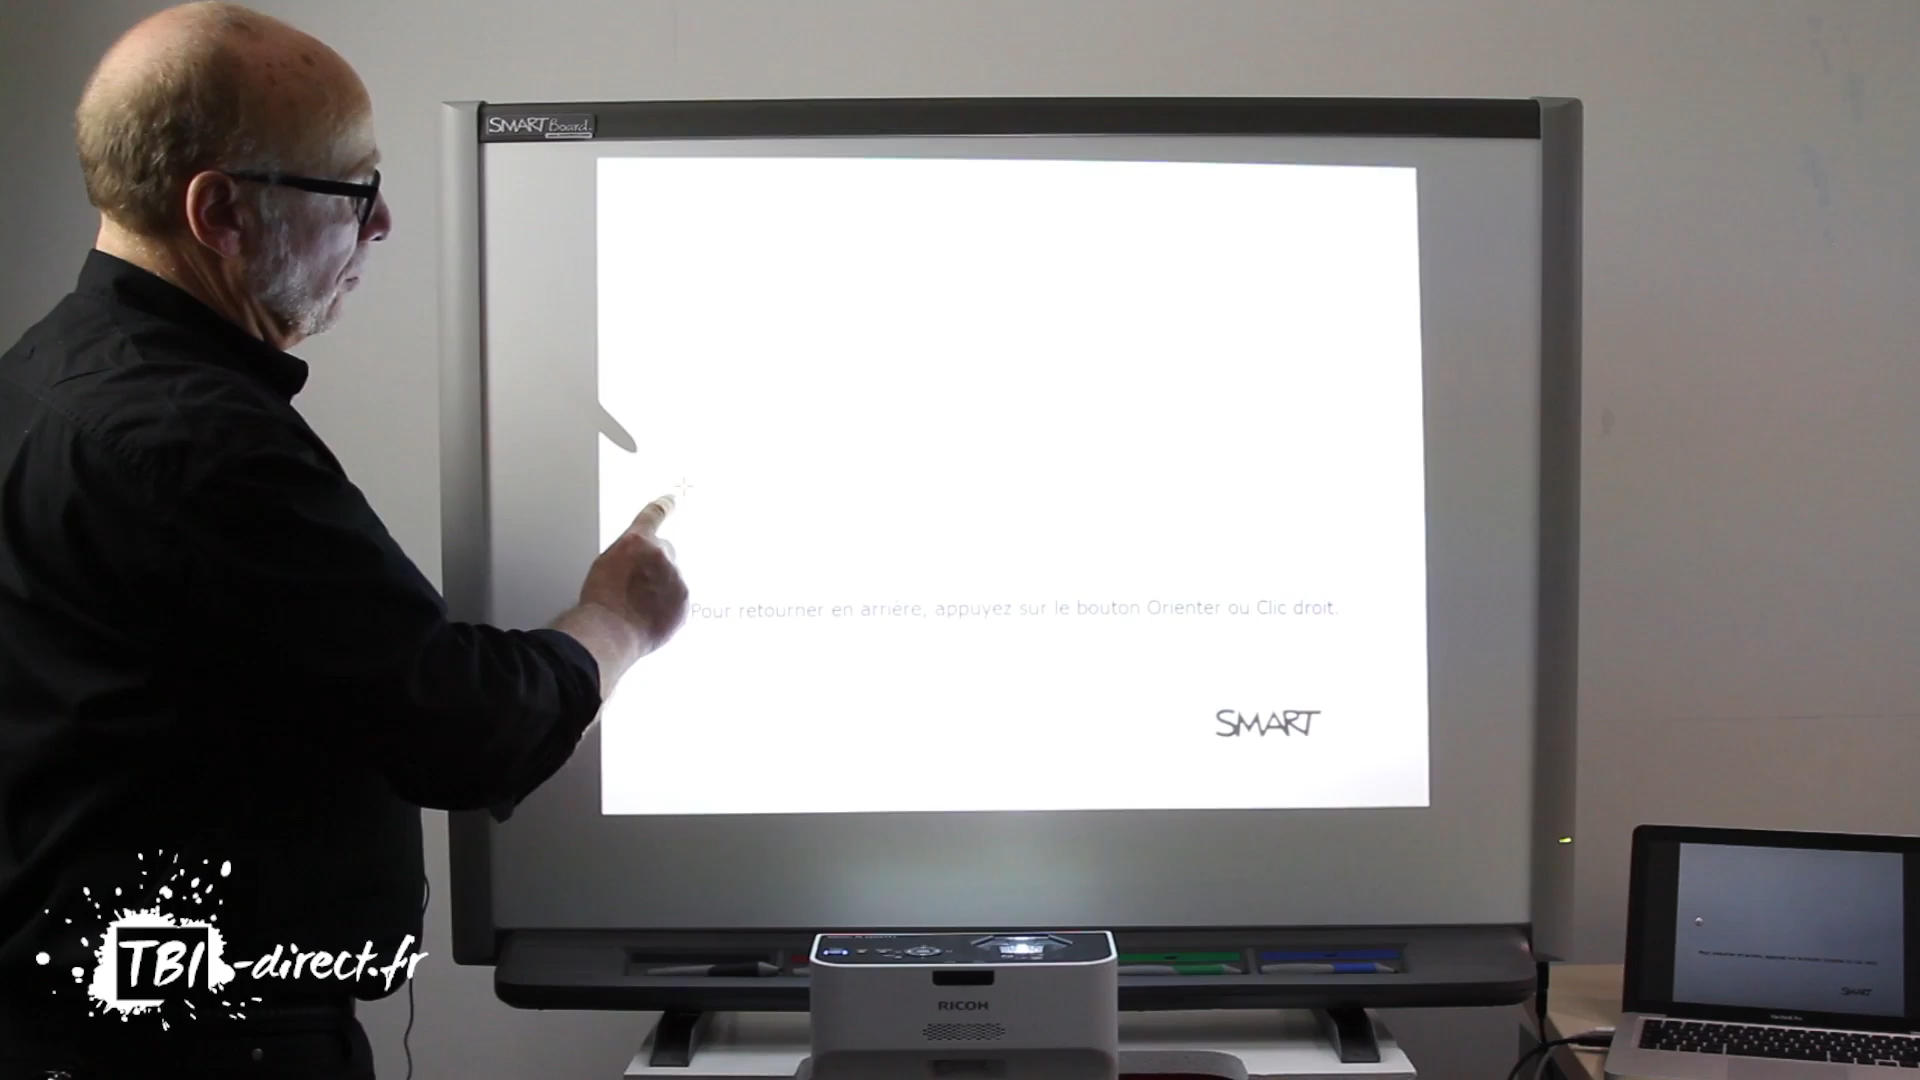 SMART Board
Pour retourner en arrière, appuyez sur le bouton Orienter ou Clic droit.
SMART
TBI-direct.fr
RICOH
SMART